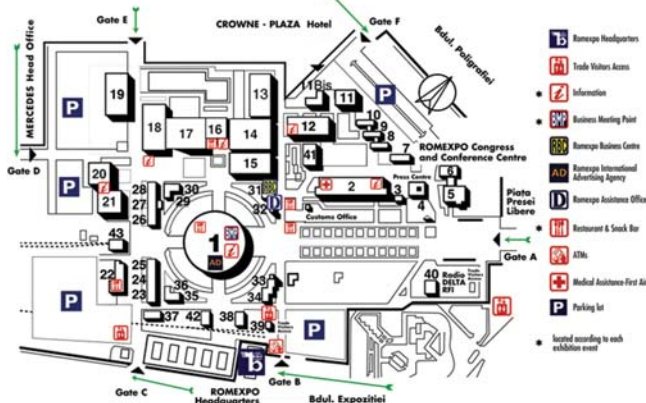 Gate E
CROWNE - PLAZA Hotel
Gate F
Bdul. Poligrafiei
MERCEDES Head Office
P
19
18
17
16
13
14
15
11Bis
11
12
10
9
8
7
P
41
ROMEXPO Congress
and Conference Centre
Press Centre
Gate D
P
20
21
28
27
26
30
29
31
32
2
3
4
6
5
Customs Office
Piata
Presei
Libere
1
BMP
AD
43
22
25
24
23
36
35
33
34
40
Radio
DELTA
RFI
Gate A
P
37
42
38
39
P
Gate C
ROMEXPO
Headquarters
Gate B
Bdul. Expozitiei
Romexpo Headquarters
Trade Visitors Access
* Information
* BMP Business Meeting Point
RBC Romexpo Business Centre
AD Romexpo International
Advertising Agency
Romexpo Assistance Office
* Restaurant & Snack Bar
ATMs
Medical Assistance-First Aid
P Parking lot
* located according to each
exhibition event